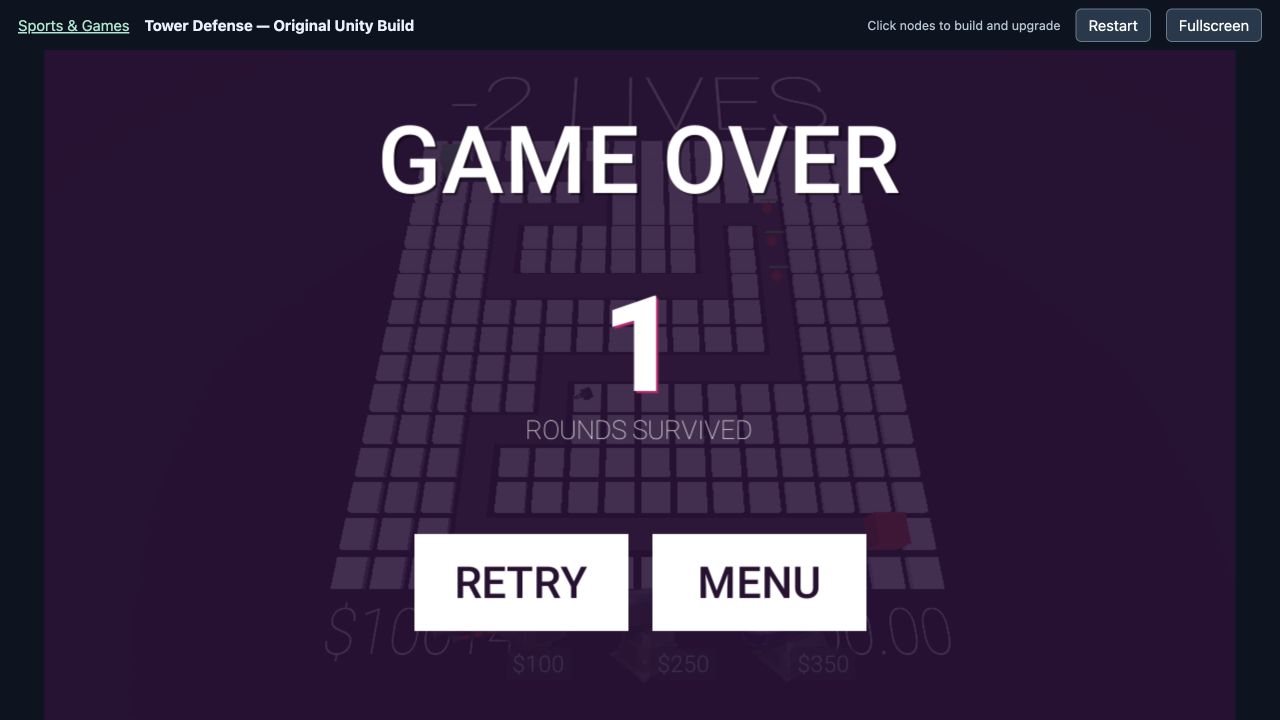 Sports & Games Tower Defense — Original Unity Build Click nodes to build and upgrade Restart Fullscreen
-2 LIVES
GAME OVER
1
ROUNDS SURVIVED
RETRY MENU
$100 $250 $350